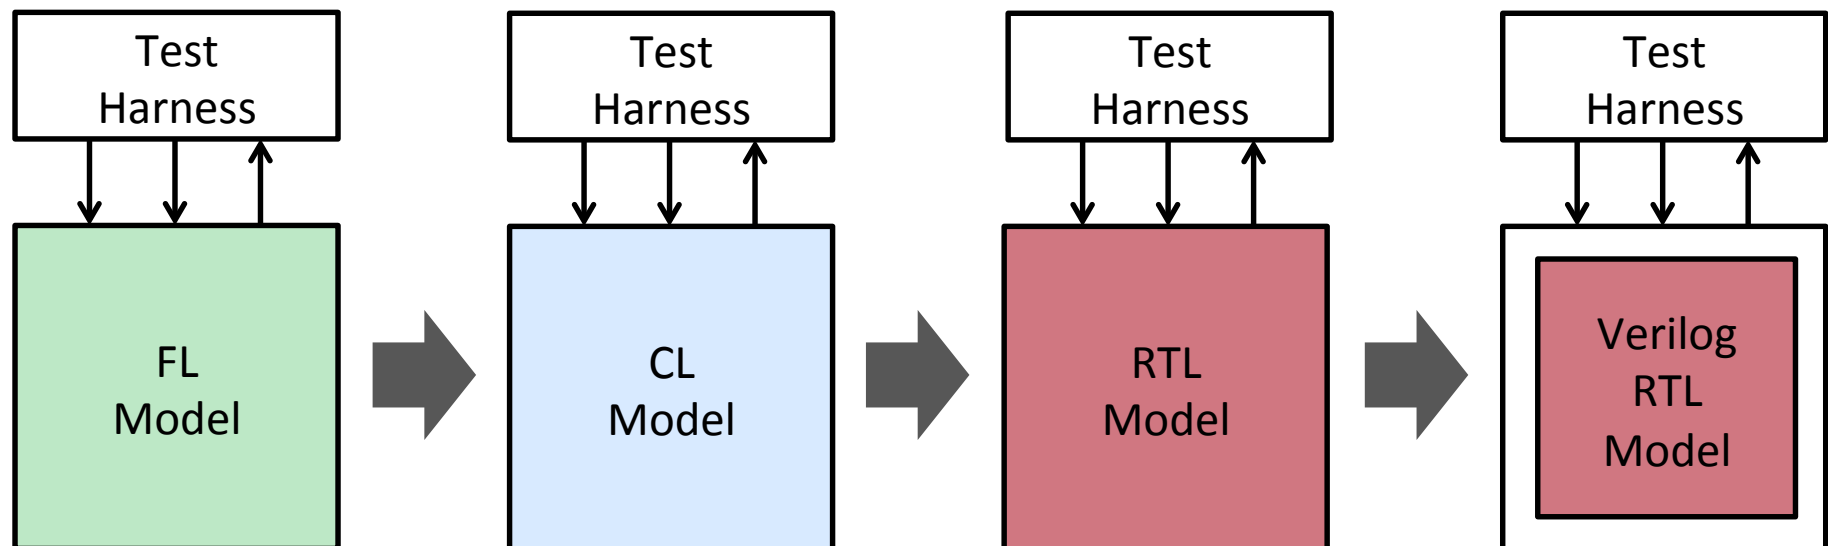 Test
Harness
Test
Harness
Test
Harness
Test
Harness
FL
Model
CL
Model
RTL
Model
Verilog
RTL
Model